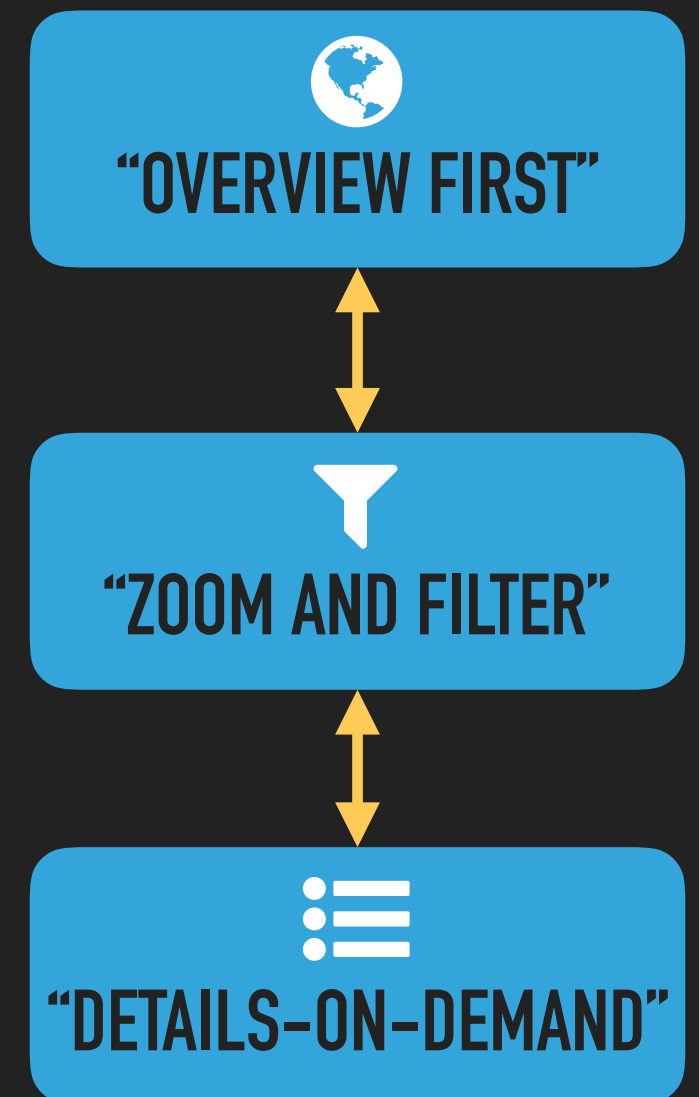 “OVERVIEW FIRST”
“ZOOM AND FILTER”
“DETAILS-ON-DEMAND”